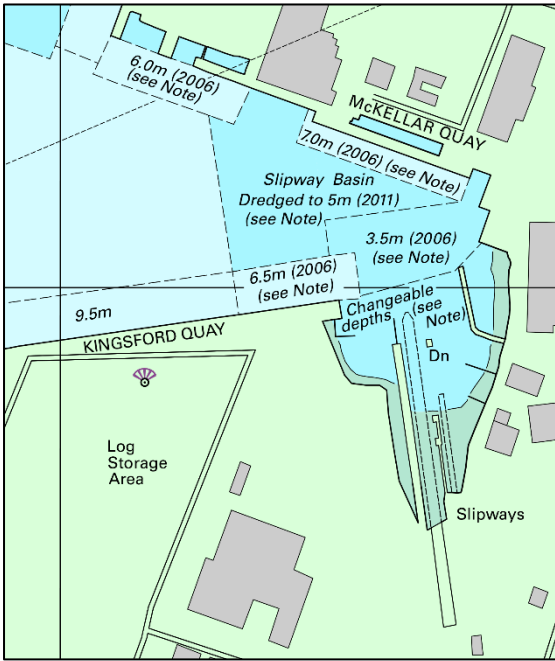 6.0m (2006)
(see Note)
McKELLAR QUAY
7.0m (2006) (see Note)
Slipway Basin
Dredged to 5m (2011)
(see Note)
3.5m (2006)
(see Note)
6.5m (2006)
(see Note)
9.5m
Changeable
depths
(see
Note)
KINGSFORD QUAY
Dn
Log
Storage
Area
Slipways